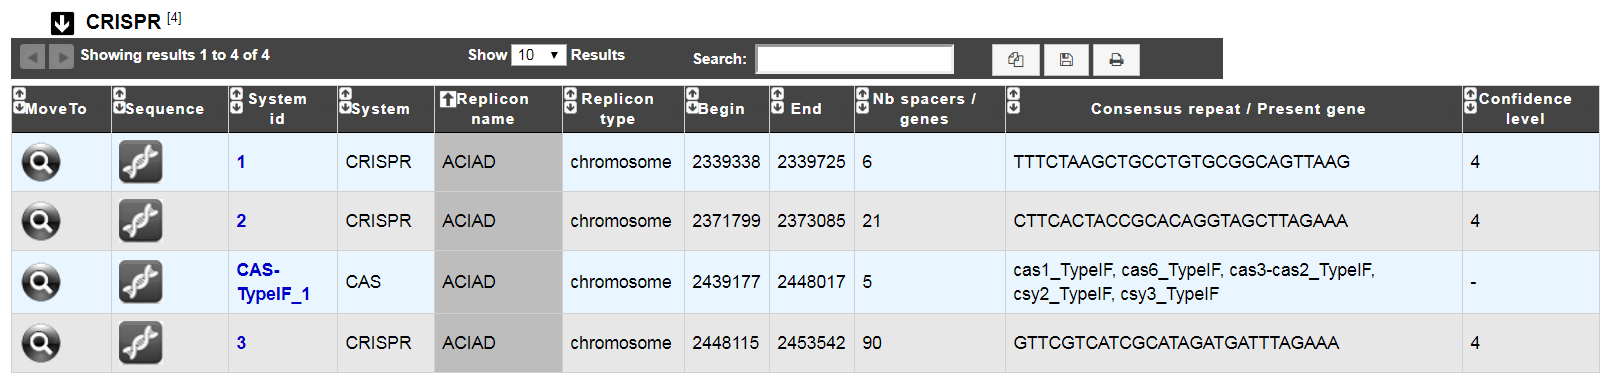 CRISPR [4]
Showing results 1 to 4 of 4 Show 10 Results Search:
MoveTo Sequence System id System Replicon name Replicon type Begin End Nb spacers / genes Consensus repeat / Present gene Confidence level
1 CRISPR ACIAD chromosome 2339338 2339725 6 TTTCTAAGCTGCCTGTGCGGCAGTTAAG 4
2 CRISPR ACIAD chromosome 2371799 2373085 21 CTTCACTACCGCACAGGTAGCTTAGAAA 4
CAS-TypeIF_1 CAS ACIAD chromosome 2439177 2448017 5 cas1_TypeIF, cas6_TypeIF, cas3-cas2_TypeIF, csy2_TypeIF, csy3_TypeIF -
3 CRISPR ACIAD chromosome 2448115 2453542 90 GTTCGTCATCGCATAGATGATTTAGAAA 4